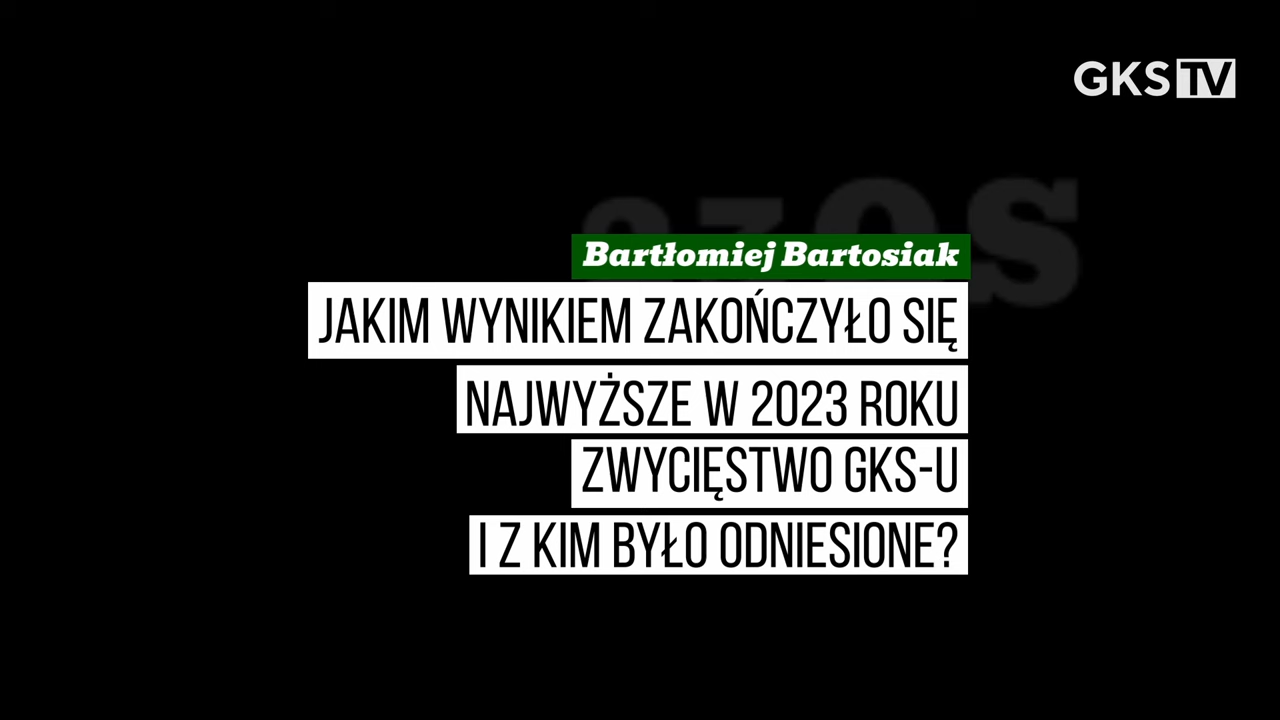 GKS TV
Bartłomiej Bartosiak
JAKIM WYNIKIEM ZAKOŃCZYŁO SIĘ
NAJWYŻSZE W 2023 ROKU
ZWYCIĘSTWO GKS-U
I Z KIM BYŁO ODNIESIONE?